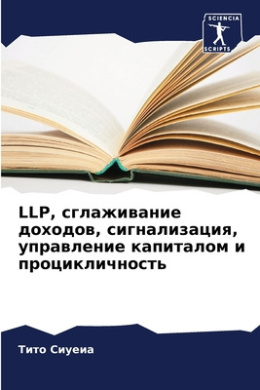 SCIENCIA
SCRIPTS
LLP, сглаживание
доходов, сигнализация,
управление капиталом и
процикличность
Тито Сиуеиа